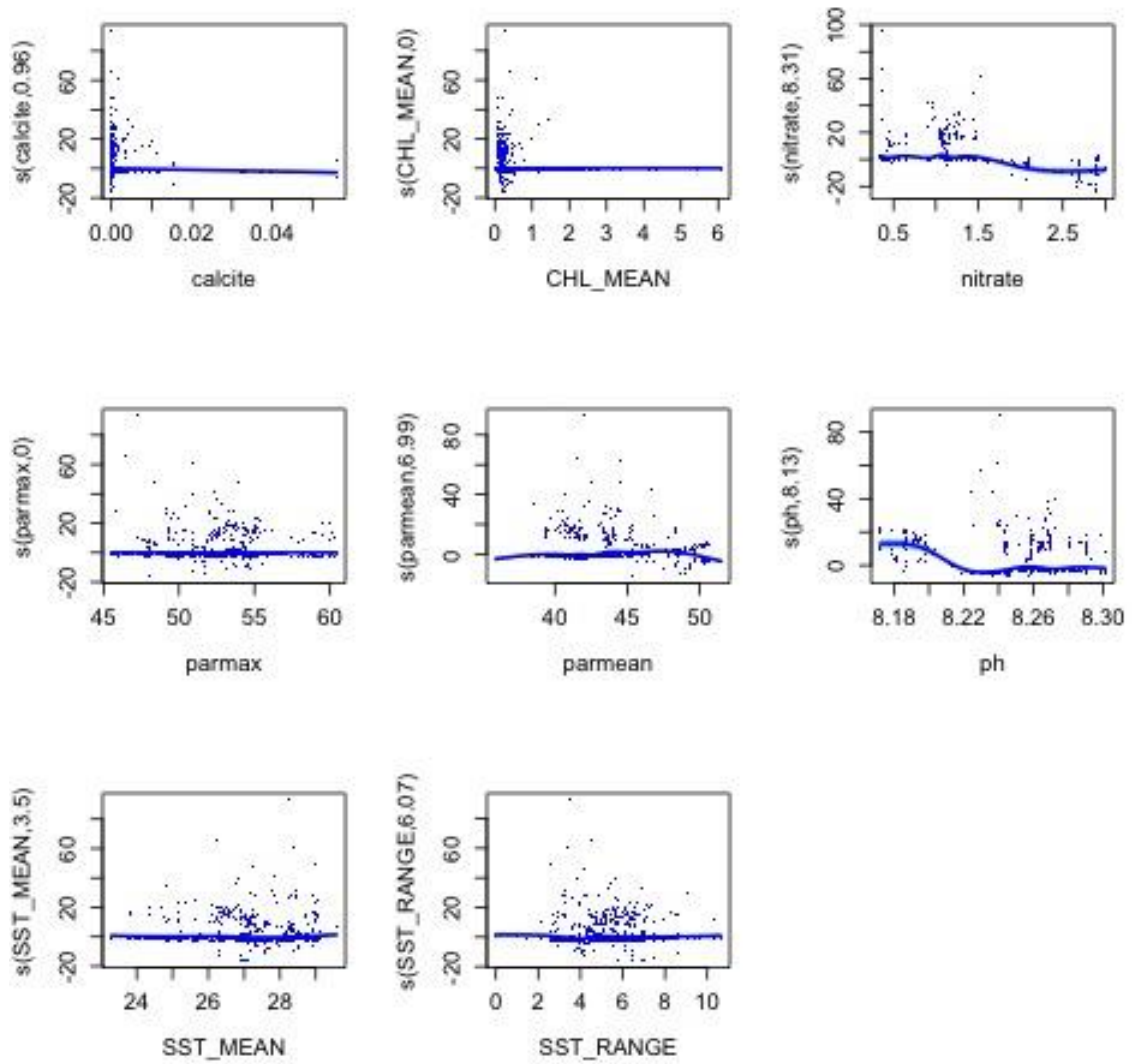 s(calcite,0.96)
-20 20 60
0.00 0.02 0.04
calcite
s(CHL_MEAN,0)
-20 20 60
0 1 2 3 4 5 6
CHL_MEAN
s(nitrate,8.31)
-20 20 60 100
0.5 1.5 2.5
nitrate
s(parmax,0)
-20 20 60
45 50 55 60
parmax
s(parmean,6.99)
0 40 80
40 45 50
parmean
s(ph,8.13)
0 40 80
8.18 8.22 8.26 8.30
ph
s(SST_MEAN,3.5)
-20 20 60
24 26 28
SST_MEAN
s(SST_RANGE,6.07)
-20 20 60
0 2 4 6 8 10
SST_RANGE